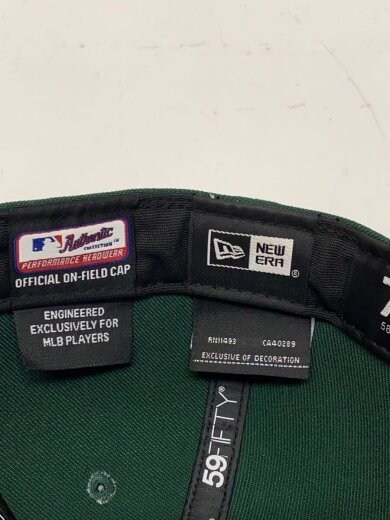 Authentic
COLLECTION
PERFORMANCE HEADWEAR
OFFICIAL ON-FIELD CAP
ENGINEERED
EXCLUSIVELY FOR
MLB PLAYERS
NEW
ERA®
RN11493 CA40289
EXCLUSIVE OF DECORATION
59FIFTY®
7